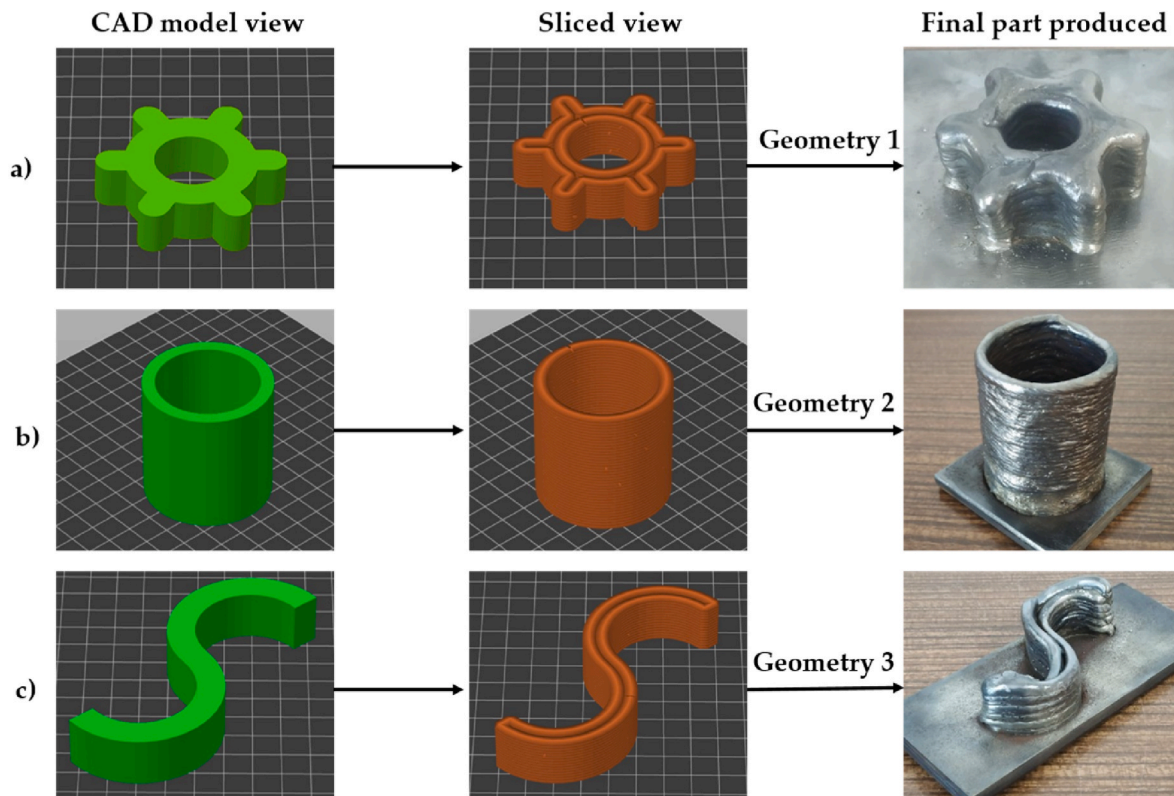 CAD model view
Sliced view
Final part produced
a)
Geometry 1
b)
Geometry 2
c)
Geometry 3